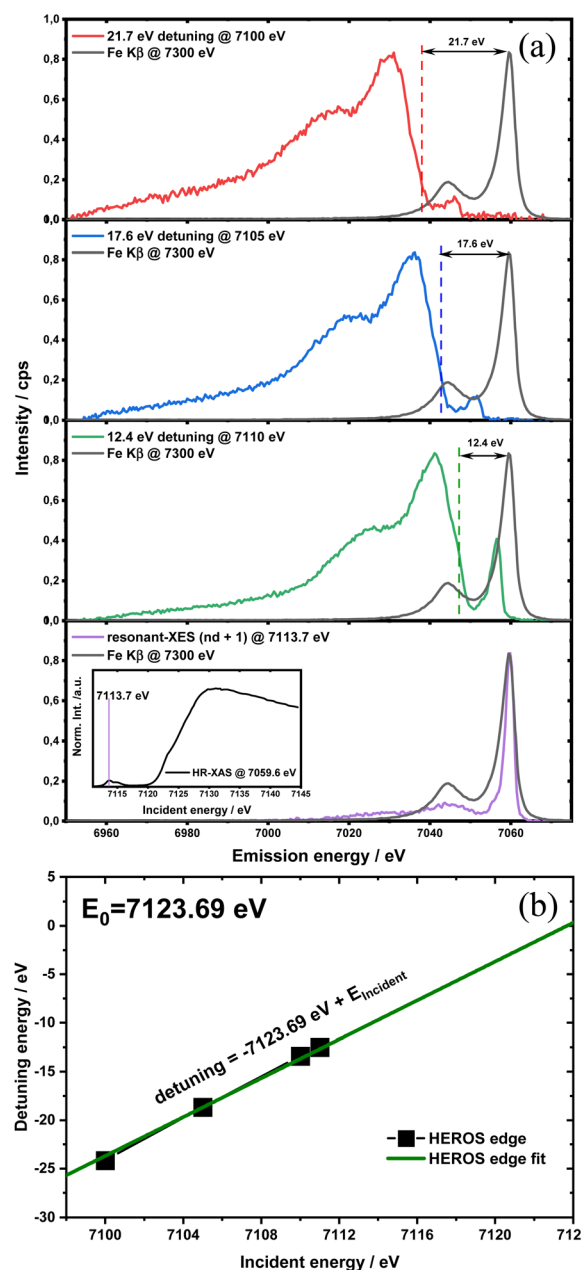 21.7 eV detuning @ 7100 eV
Fe Kβ @ 7300 eV
21.7 eV
(a)
0,8
0,6
0,4
0,2
0,0
17.6 eV detuning @ 7105 eV
Fe Kβ @ 7300 eV
17.6 eV
0,8
0,6
0,4
0,2
0,0
Intensity / cps
12.4 eV detuning @ 7110 eV
Fe Kβ @ 7300 eV
12.4 eV
0,8
0,6
0,4
0,2
0,0
resonant-XES (nd + 1) @ 7113.7 eV
Fe Kβ @ 7300 eV
0,8
0,6
0,4
0,2
0,0
7113.7 eV
Norm. Int. /a.u.
HR-XAS @ 7059.6 eV
7115 7120 7125 7130 7135 7140 7145
Incident energy / eV
6960 6980 7000 7020 7040 7060
Emission energy / eV
E0=7123.69 eV
(b)
5
0
-5
-10
-15
-20
-25
-30
Detuning energy / eV
detuning = -7123.69 eV + EIncident
HEROS edge
HEROS edge fit
7100 7102 7104 7106 7108 7110 7112 7114 7116 7118 7120 712
Incident energy / eV